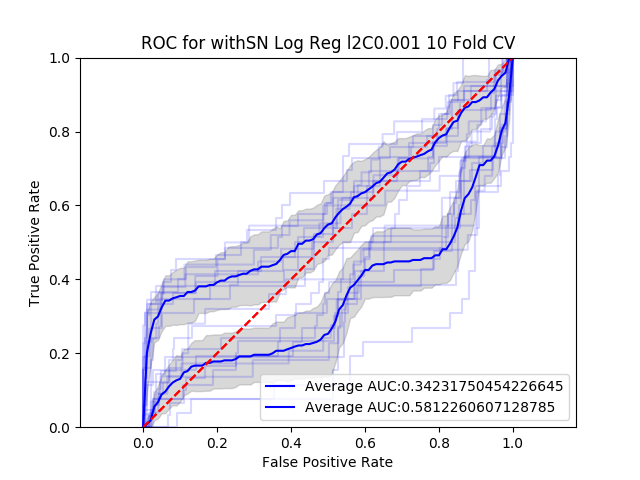 ROC for withSN Log Reg l2C0.001 10 Fold CV
True Positive Rate
1.0
0.8
0.6
0.4
0.2
0.0
Average AUC:0.34231750454226645
Average AUC:0.5812260607128785
0.0 0.2 0.4 0.6 0.8 1.0
False Positive Rate